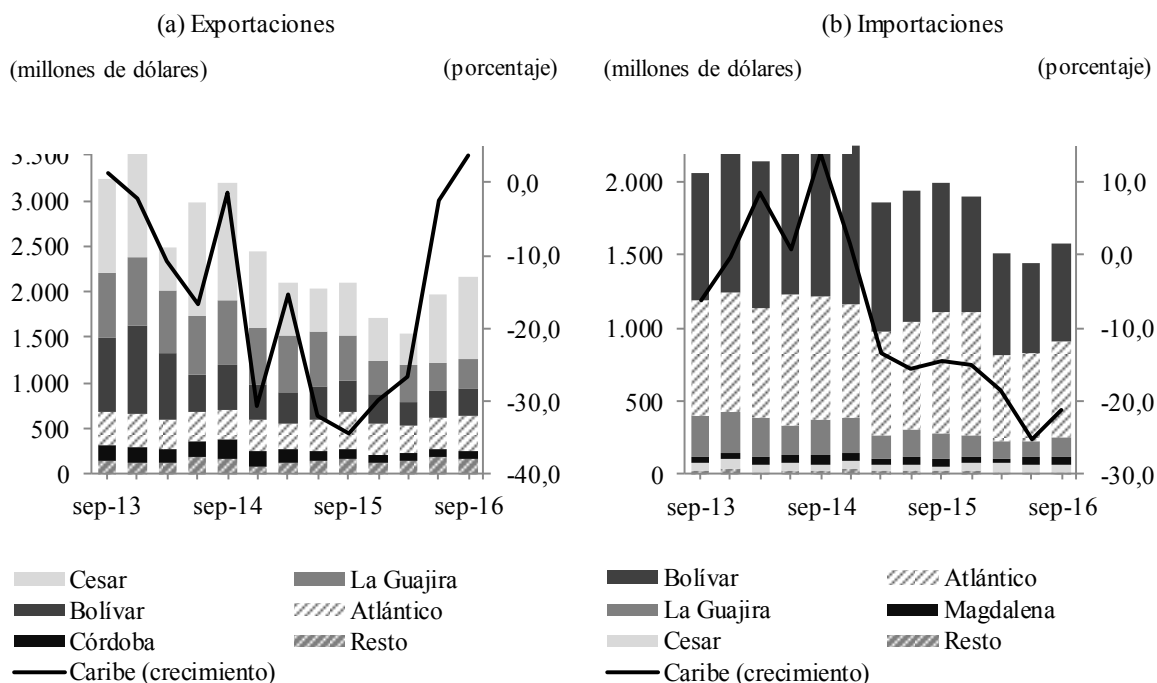 (a) Exportaciones
(millones de dólares) (porcentaje)
3.500
3.000
2.500
2.000
1.500
1.000
500
0
0,0
-10,0
-20,0
-30,0
-40,0
sep-13 sep-14 sep-15 sep-16
Cesar La Guajira
Bolívar Atlántico
Córdoba Resto
Caribe (crecimiento)
(b) Importaciones
(millones de dólares) (porcentaje)
2.000
1.500
1.000
500
0
10,0
0,0
-10,0
-20,0
-30,0
sep-13 sep-14 sep-15 sep-16
Bolívar Atlántico
La Guajira Magdalena
Cesar Resto
Caribe (crecimiento)